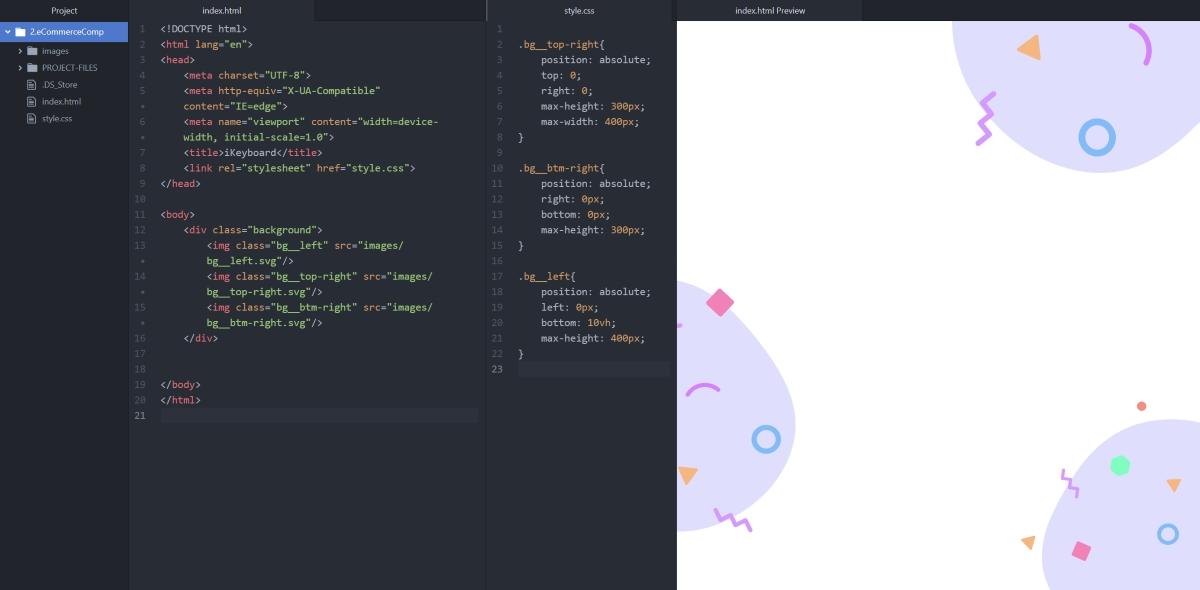 Project
2.eCommerceComp
images
PROJECT-FILES
.DS_Store
index.html
style.css
index.html
1 <!DOCTYPE html>
2 <html lang="en">
3 <head>
4 <meta charset="UTF-8">
5 <meta http-equiv="X-UA-Compatible"
• content="IE=edge">
6 <meta name="viewport" content="width=device-
• width, initial-scale=1.0">
7 <title>iKeyboard</title>
8 <link rel="stylesheet" href="style.css">
9 </head>
10
11 <body>
12 <div class="background">
13 <img class="bg__left" src="images/
• bg__left.svg"/>
14 <img class="bg__top-right" src="images/
• bg__top-right.svg"/>
15 <img class="bg__btm-right" src="images/
• bg__btm-right.svg"/>
16 </div>
17
18
19 </body>
20 </html>
21
style.css
1
2 .bg__top-right{
3 position: absolute;
4 top: 0;
5 right: 0;
6 max-height: 300px;
7 max-width: 400px;
8 }
9
10 .bg__btm-right{
11 position: absolute;
12 right: 0px;
13 bottom: 0px;
14 max-height: 300px;
15 }
16
17 .bg__left{
18 position: absolute;
19 left: 0px;
20 bottom: 10vh;
21 max-height: 400px;
22 }
23
index.html Preview